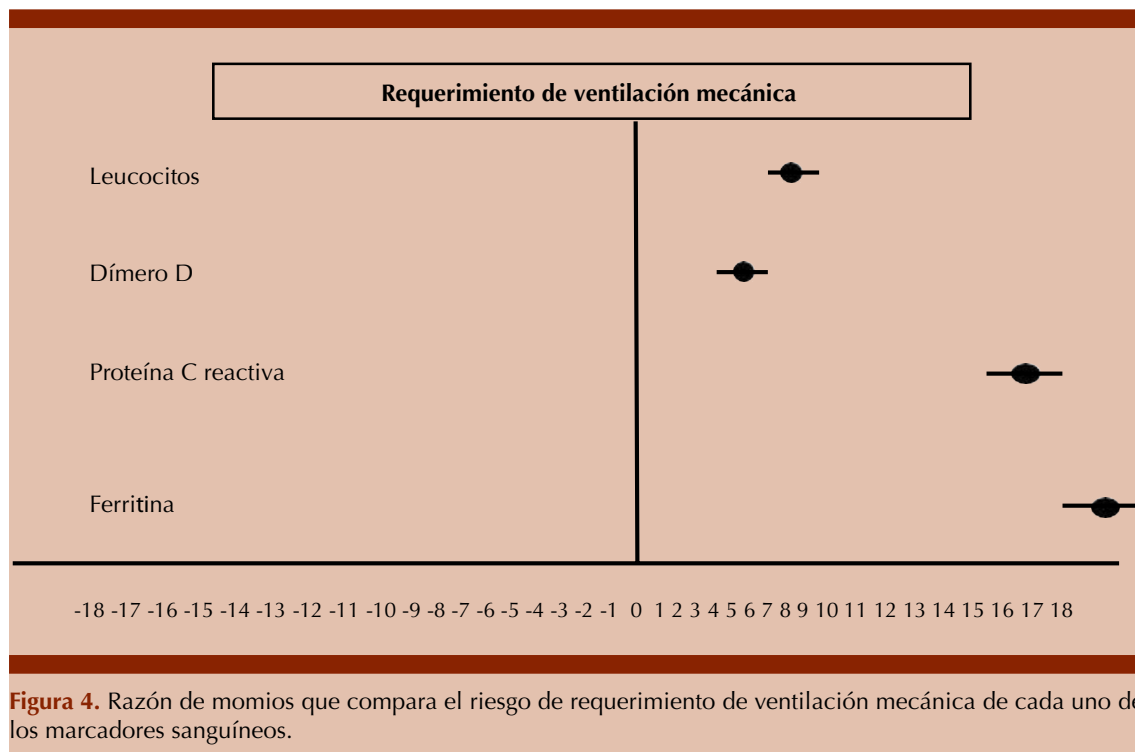 Requerimiento de ventilación mecánica
Leucocitos
Dímero D
Proteína C reactiva
Ferritina
-18 -17 -16 -15 -14 -13 -12 -11 -10 -9 -8 -7 -6 -5 -4 -3 -2 -1 0 1 2 3 4 5 6 7 8 9 10 11 12 13 14 15 16 17 18
Figura 4. Razón de momios que compara el riesgo de requerimiento de ventilación mecánica de cada uno de
los marcadores sanguíneos.